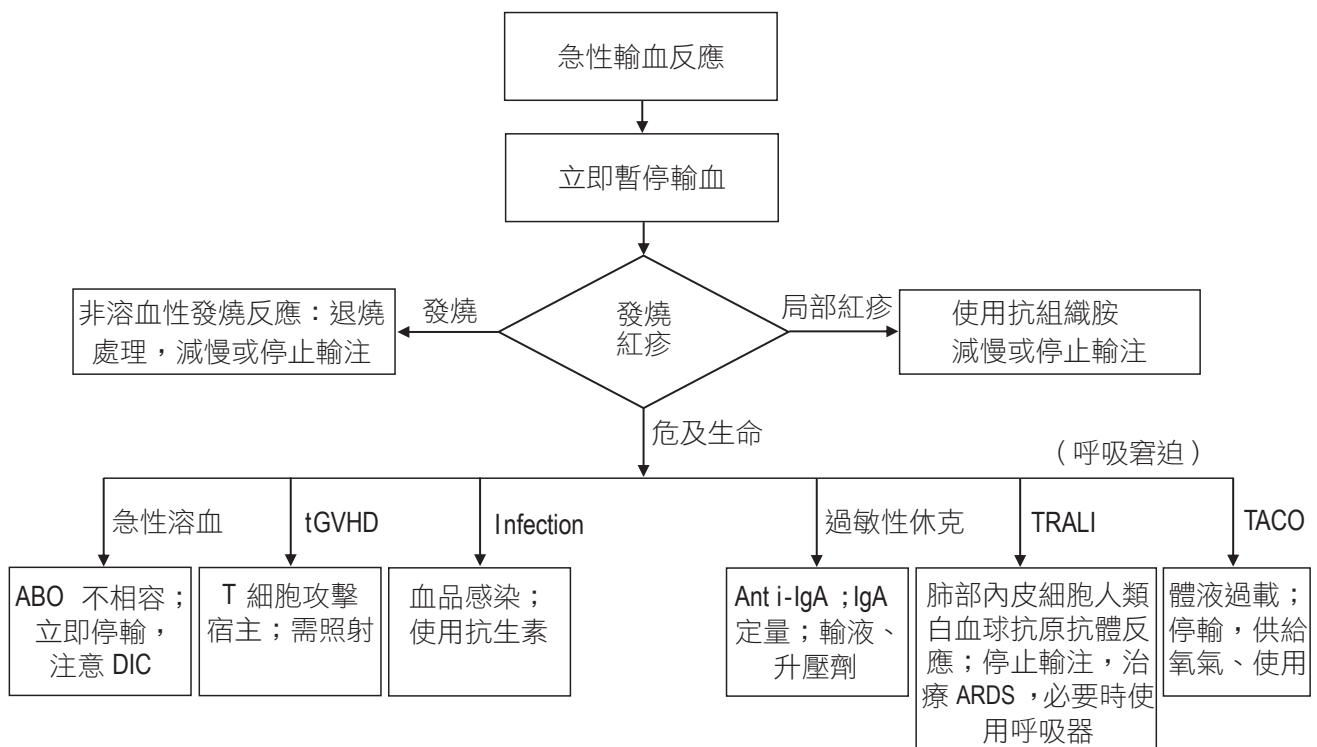 急性輸血反應
立即暫停輸血
發燒
紅疹
發燒
非溶血性發燒反應：退燒
處理，減慢或停止輸注
局部紅疹
使用抗組織胺
減慢或停止輸注
危及生命
（呼吸窘迫）
急性溶血
ABO 不相容；
立即停輸，
注意 DIC
tGVHD
T 細胞攻擊
宿主；需照射
Infection
血品感染；
使用抗生素
過敏性休克
Anti-IgA；IgA
定量；輸液、
升壓劑
TRALI
肺部內皮細胞人類
白血球抗原抗體反
應；停止輸注，治
療 ARDS，必要時使
用呼吸器
TACO
體液過載；
停輸，供給
氧氣、使用